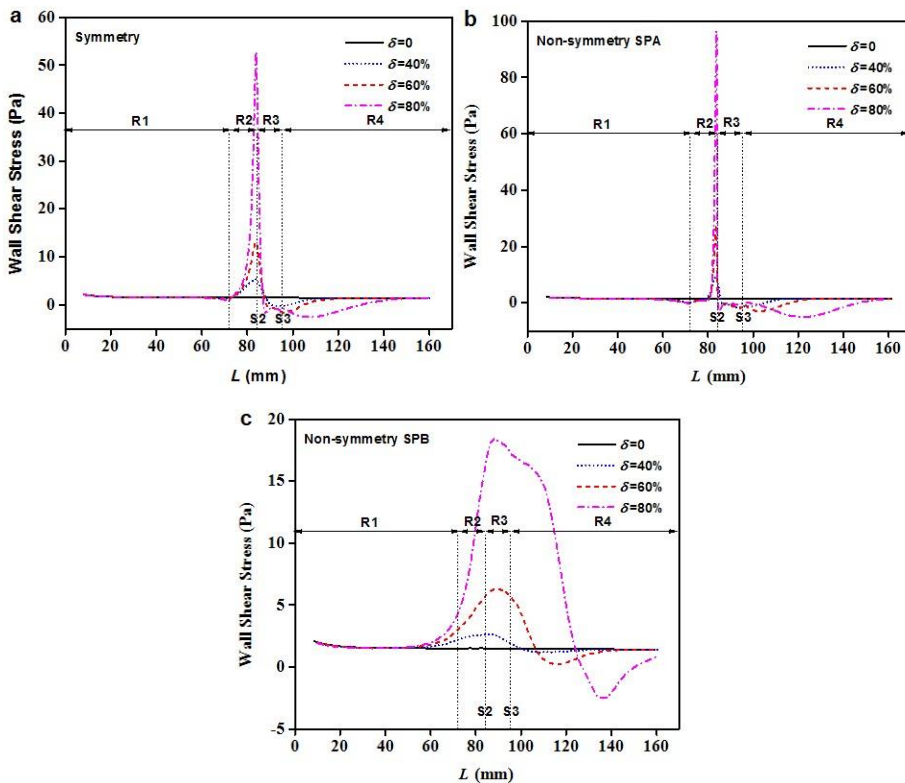 a
Symmetry
δ=0
δ=40%
δ=60%
δ=80%
R1
R2
R3
R4
S2
S3
60
50
40
30
20
10
0
-5
0
20
40
60
80
100
120
140
160
Wall Shear Stress (Pa)
L (mm)
b
Non-symmetry SPA
δ=0
δ=40%
δ=60%
δ=80%
R1
R2
R3
R4
S2
S3
100
80
60
40
20
0
-10
0
20
40
60
80
100
120
140
160
Wall Shear Stress (Pa)
L (mm)
c
Non-symmetry SPB
δ=0
δ=40%
δ=60%
δ=80%
R1
R2
R3
R4
S2
S3
20
15
10
5
0
-5
0
20
40
60
80
100
120
140
160
Wall Shear Stress (Pa)
L (mm)